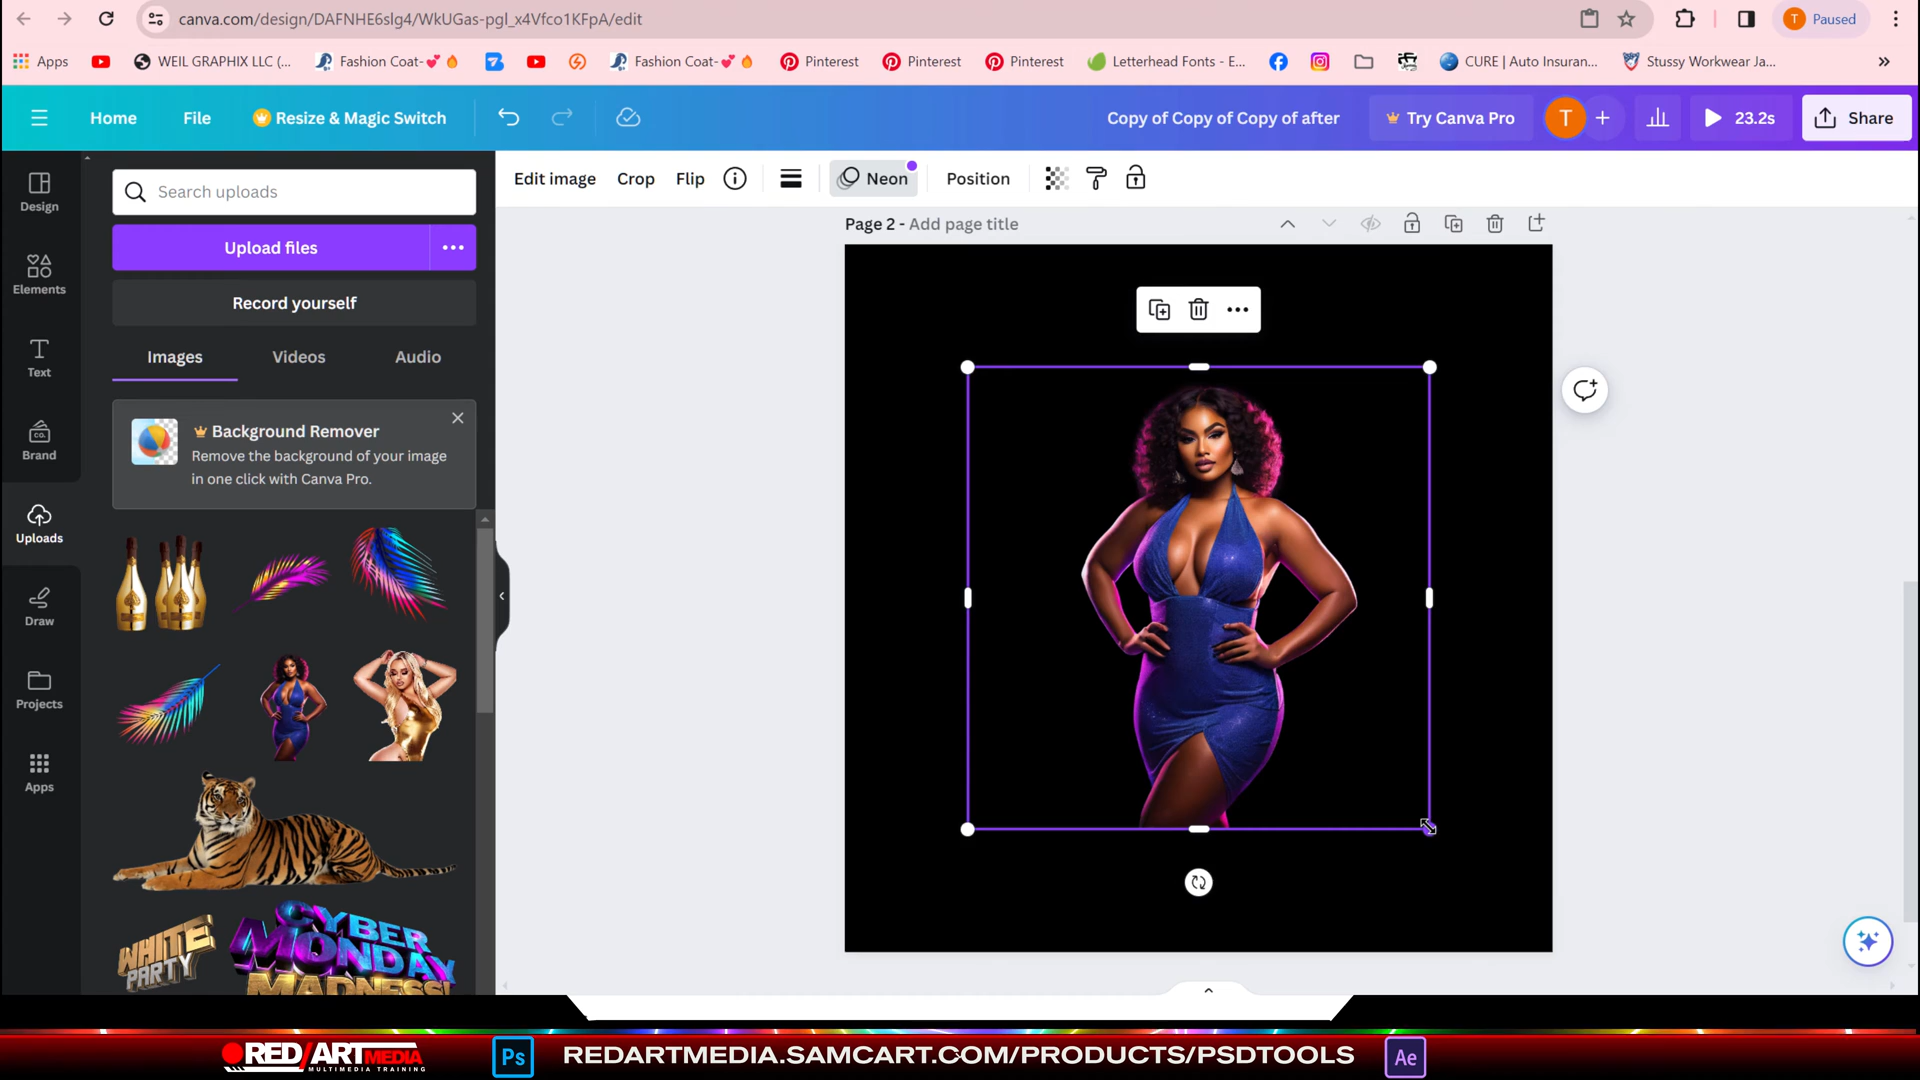 canva.com/design/DAFNHE6slg4/WkUGas-pgl_x4Vfco1KFpA/edit
T Paused
Apps
WEIL GRAPHIX LLC (...
Fashion Coat-💕🔥
Fashion Coat-💕🔥
Pinterest
Pinterest
Pinterest
Letterhead Fonts - E...
CURE | Auto Insuran...
Stussy Workwear Ja...
»
Home
File
Resize & Magic Switch
Copy of Copy of Copy of after
Try Canva Pro
T
23.2s
Share
Design
Elements
Text
Brand
Uploads
Draw
Projects
Apps
Search uploads
Upload files
Record yourself
Images
Videos
Audio
Background Remover
Remove the background of your image
in one click with Canva Pro.
WHITE
PARTY
CYBER
MONDAY
MADNESS!
Edit image
Crop
Flip
Neon
Position
Page 2 - Add page title
RED/ART MEDIA
MULTIMEDIA TRAINING
Ps
REDARTMEDIA.SAMCART.COM/PRODUCTS/PSDTOOLS
Ae